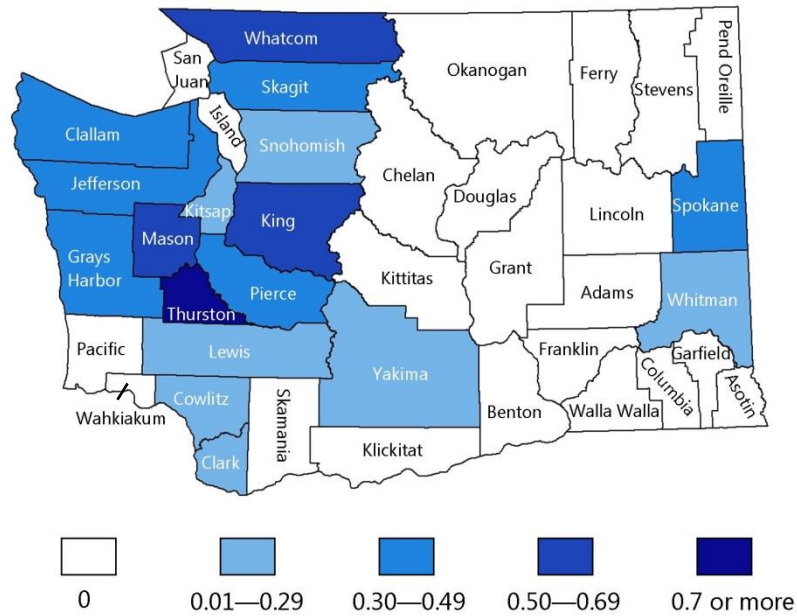 Whatcom
San
Juan
Skagit
Okanogan
Ferry
Stevens
Pend Oreille
Clallam
Island
Snohomish
Jefferson
Chelan
Douglas
Kitsap
King
Lincoln
Spokane
Mason
Grays
Harbor
Kittitas
Grant
Adams
Whitman
Thurston
Pierce
Pacific
Lewis
Yakima
Franklin
Garfield
Wahkiakum
Cowlitz
Skamania
Benton
Walla Walla
Columbia
Asotin
Clark
Klickitat
0
0.01—0.29
0.30—0.49
0.50—0.69
0.7 or more